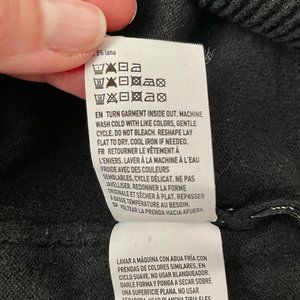 5% lana
EN TURN GARMENT INSIDE OUT. MACHINE
WASH COLD WITH LIKE COLORS, GENTLE
CYCLE. DO NOT BLEACH. RESHAPE LAY
FLAT TO DRY. COOL IRON IF NEEDED.
FR RETOURNER LE VÊTEMENT À
L'ENVERS. LAVER À LA MACHINE À L'EAU
FROIDE AVEC DES COULEURS
SEMBLABLES, CYCLE DÉLICAT. NE PAS
JAVELLISER. REDONNER LA FORME
ORIGINALE ET SÉCHER À PLAT. REPASSER
À BASSE TEMPÉRATURE AU BESOIN.
VOLTEAR LA PRENDA HACIA AFUERA.
LAVAR A MÁQUINA CON AGUA FRÍA CON
PRENDAS DE COLORES SIMILARES, EN
CICLO SUAVE. NO USAR BLANQUEADOR.
DARLE FORMA Y SECAR SOBRE
UNA SUPERFICIE PLANA. NO USAR